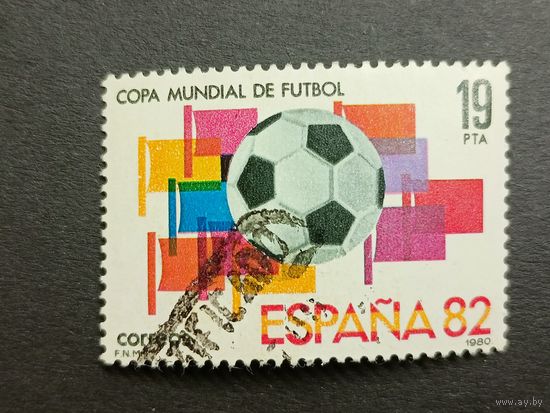 COPA MUNDIAL DE FUTBOL
19
PTA
ESPAÑA 82
correos
1980
www.ay.by